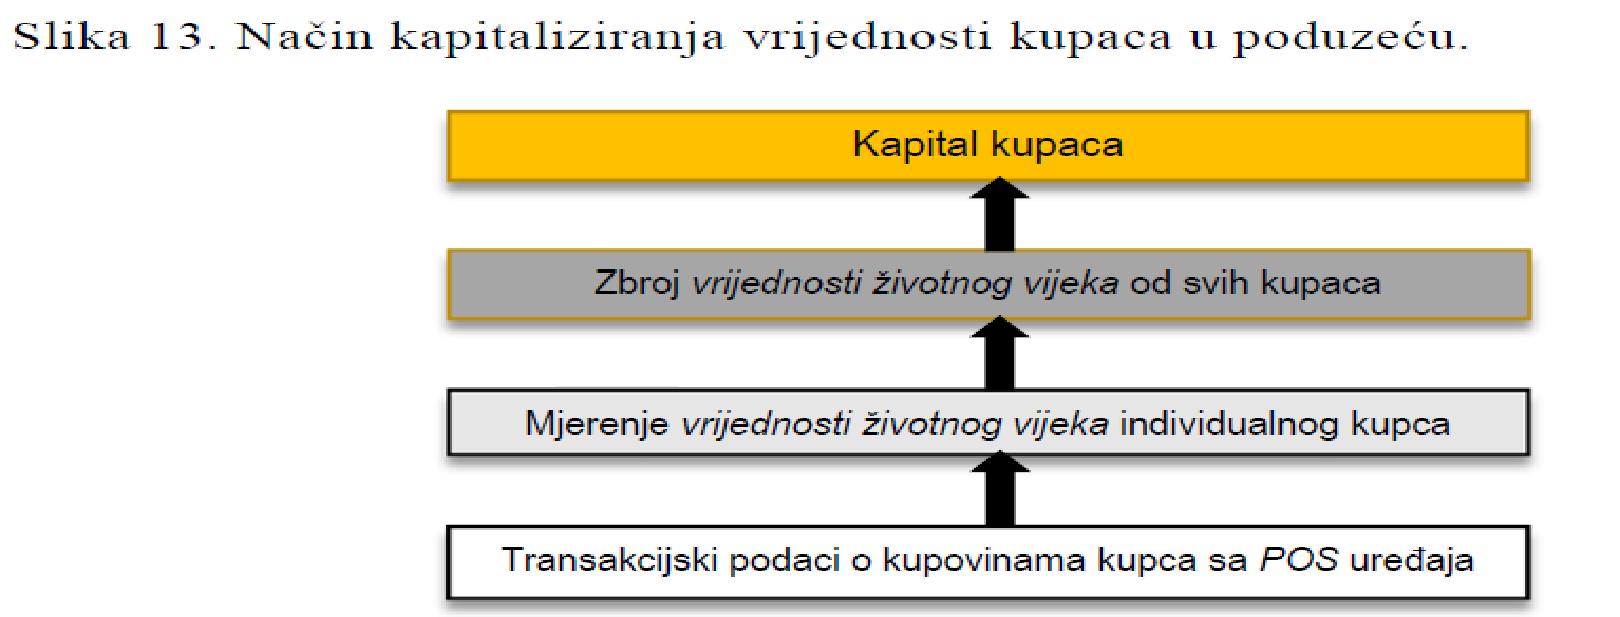 Slika 13. Način kapitaliziranja vrijednosti kupaca u poduzeću.
Kapital kupaca
Zbroj vrijednosti životnog vijeka od svih kupaca
Mjerenje vrijednosti životnog vijeka individualnog kupca
Transakcijski podaci o kupovinama kupca sa POS uređaja